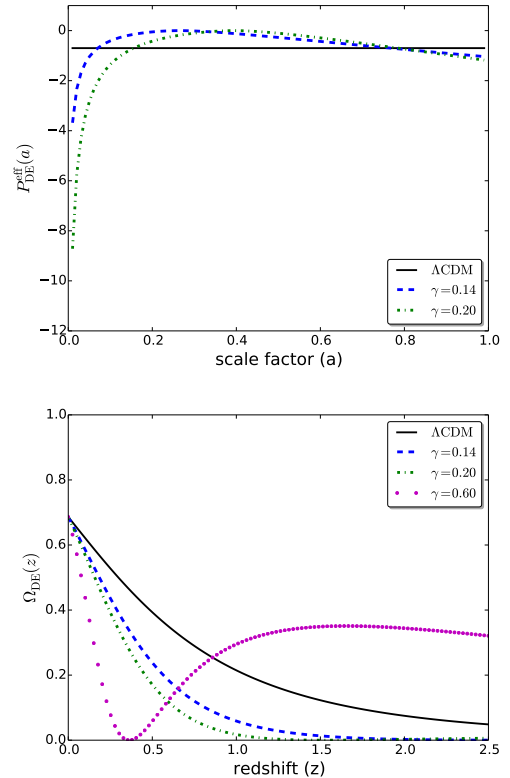 0
−2
−4
−6
−8
−10
−12
P_DE^eff(a)
ΛCDM
γ=0.14
γ=0.20
0.0 0.2 0.4 0.6 0.8 1.0
scale factor (a)
1.0
0.8
0.6
0.4
0.2
0.0
Ω_DE(z)
ΛCDM
γ=0.14
γ=0.20
γ=0.60
0.0 0.5 1.0 1.5 2.0 2.5
redshift (z)